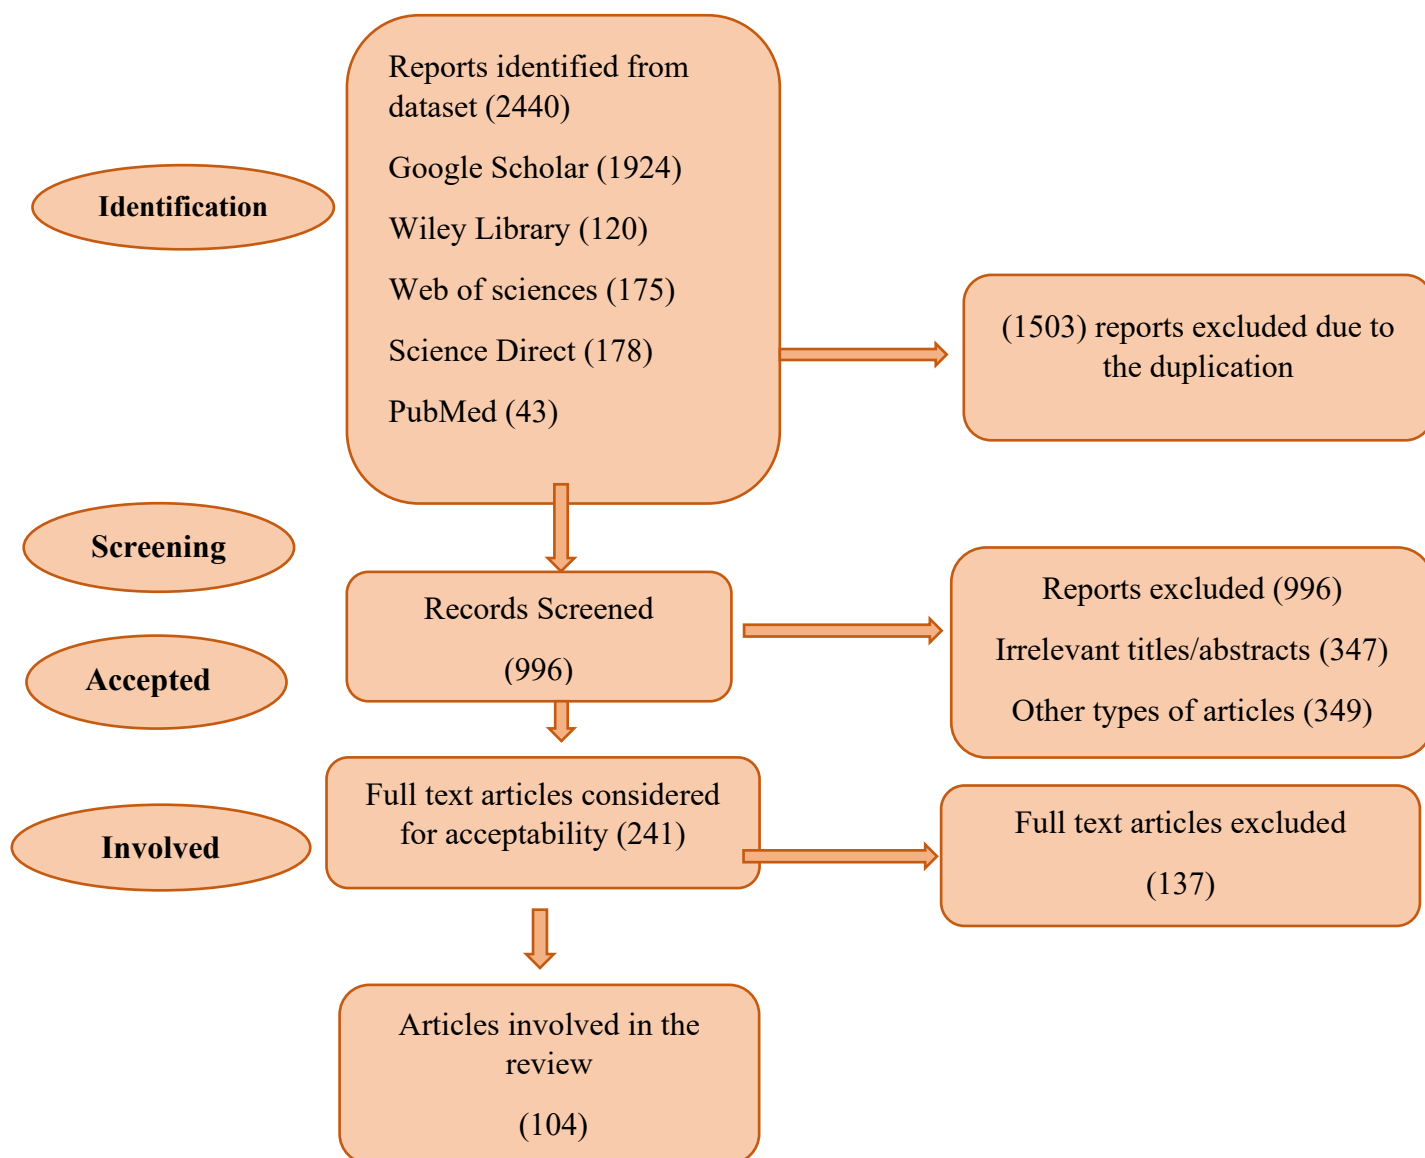 Identification
Reports identified from
dataset (2440)
Google Scholar (1924)
Wiley Library (120)
Web of sciences (175)
Science Direct (178)
PubMed (43)
(1503) reports excluded due to
the duplication
Screening
Records Screened
(996)
Reports excluded (996)
Irrelevant titles/abstracts (347)
Other types of articles (349)
Accepted
Full text articles considered
for acceptability (241)
Full text articles excluded
(137)
Involved
Articles involved in the
review
(104)